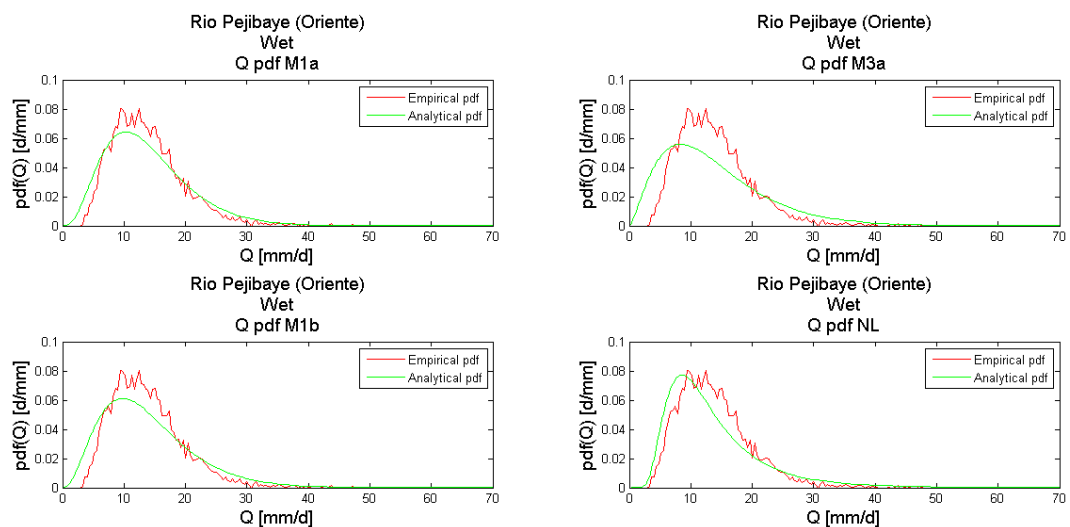 Rio Pejibaye (Oriente)
Wet
Q pdf M1a
pdf(Q) [d/mm]
0.1
0.08
0.06
0.04
0.02
0
Empirical pdf
Analytical pdf
0 10 20 30 40 50 60 70
Q [mm/d]
Rio Pejibaye (Oriente)
Wet
Q pdf M3a
pdf(Q) [d/mm]
0.1
0.08
0.06
0.04
0.02
0
Empirical pdf
Analytical pdf
0 10 20 30 40 50 60 70
Q [mm/d]
Rio Pejibaye (Oriente)
Wet
Q pdf M1b
pdf(Q) [d/mm]
0.1
0.08
0.06
0.04
0.02
0
Empirical pdf
Analytical pdf
0 10 20 30 40 50 60 70
Q [mm/d]
Rio Pejibaye (Oriente)
Wet
Q pdf NL
pdf(Q) [d/mm]
0.1
0.08
0.06
0.04
0.02
0
Empirical pdf
Analytical pdf
0 10 20 30 40 50 60 70
Q [mm/d]